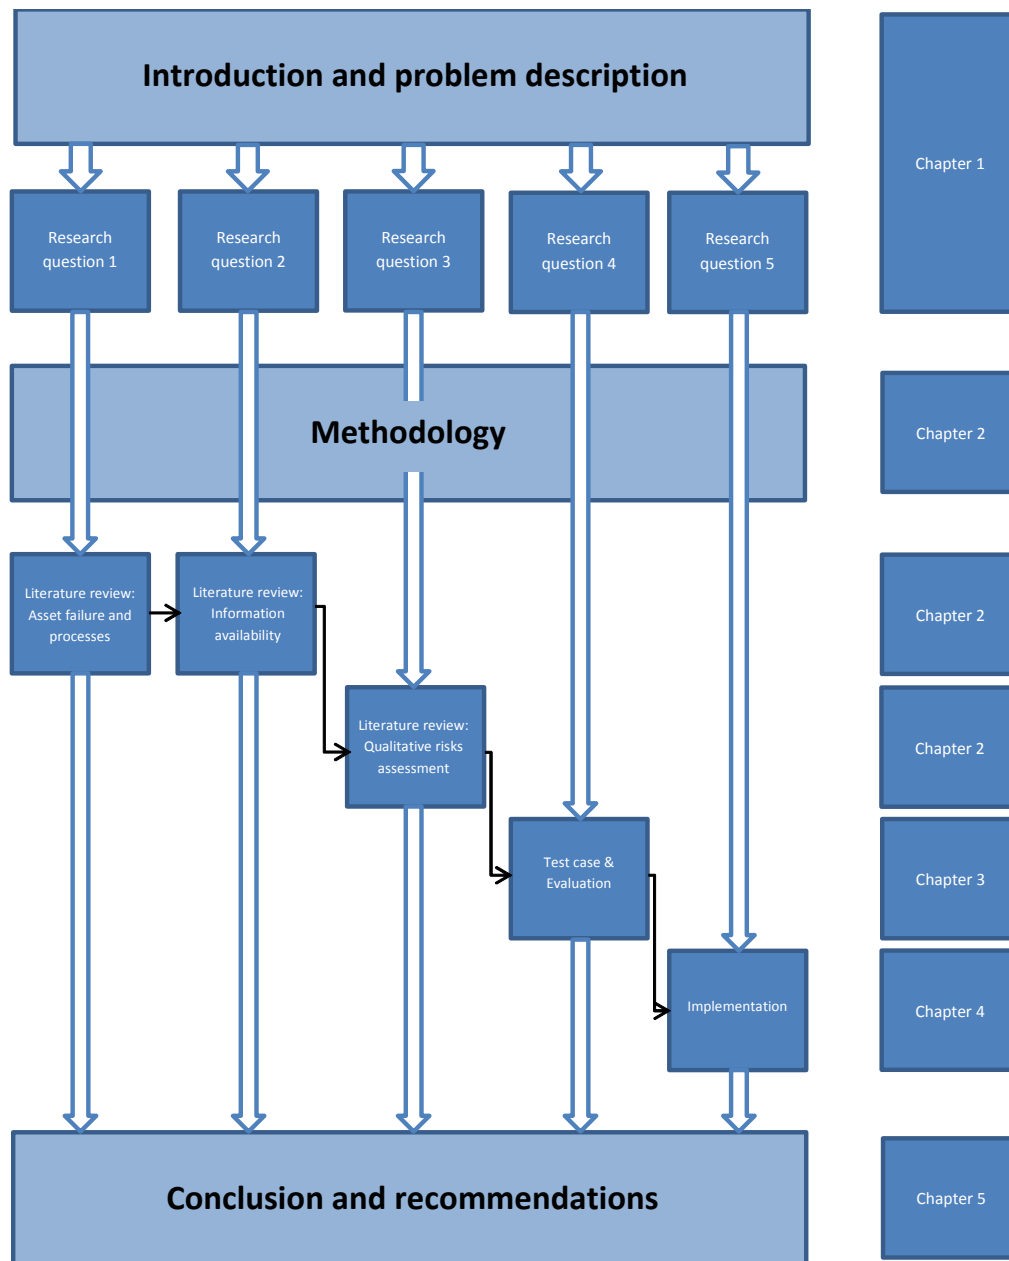 Introduction and problem description
Chapter 1
Research
question 1
Research
question 2
Research
question 3
Research
question 4
Research
question 5
Methodology
Chapter 2
Literature review:
Asset failure and
processes
Literature review:
Information
availability
Chapter 2
Literature review:
Qualitative risks
assessment
Chapter 2
Test case &
Evaluation
Chapter 3
Implementation
Chapter 4
Conclusion and recommendations
Chapter 5